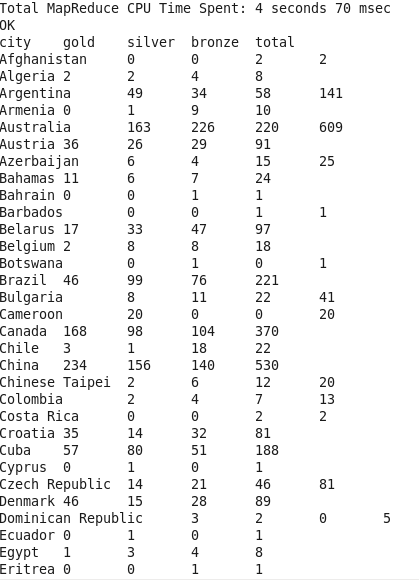 Total MapReduce CPU Time Spent: 4 seconds 70 msec
OK
city gold silver bronze total
Afghanistan 0 0 2 2
Algeria 2 2 4 8
Argentina 49 34 58 141
Armenia 0 1 9 10
Australia 163 226 220 609
Austria 36 26 29 91
Azerbaijan 6 4 15 25
Bahamas 11 6 7 24
Bahrain 0 0 1 1
Barbados 0 0 1 1
Belarus 17 33 47 97
Belgium 2 8 8 18
Botswana 0 1 0 1
Brazil 46 99 76 221
Bulgaria 8 11 22 41
Cameroon 20 0 0 20
Canada 168 98 104 370
Chile 3 1 18 22
China 234 156 140 530
Chinese Taipei 2 6 12 20
Colombia 2 4 7 13
Costa Rica 0 0 2 2
Croatia 35 14 32 81
Cuba 57 80 51 188
Cyprus 0 1 0 1
Czech Republic 14 21 46 81
Denmark 46 15 28 89
Dominican Republic 3 2 0 5
Ecuador 0 1 0 1
Egypt 1 3 4 8
Eritrea 0 0 1 1